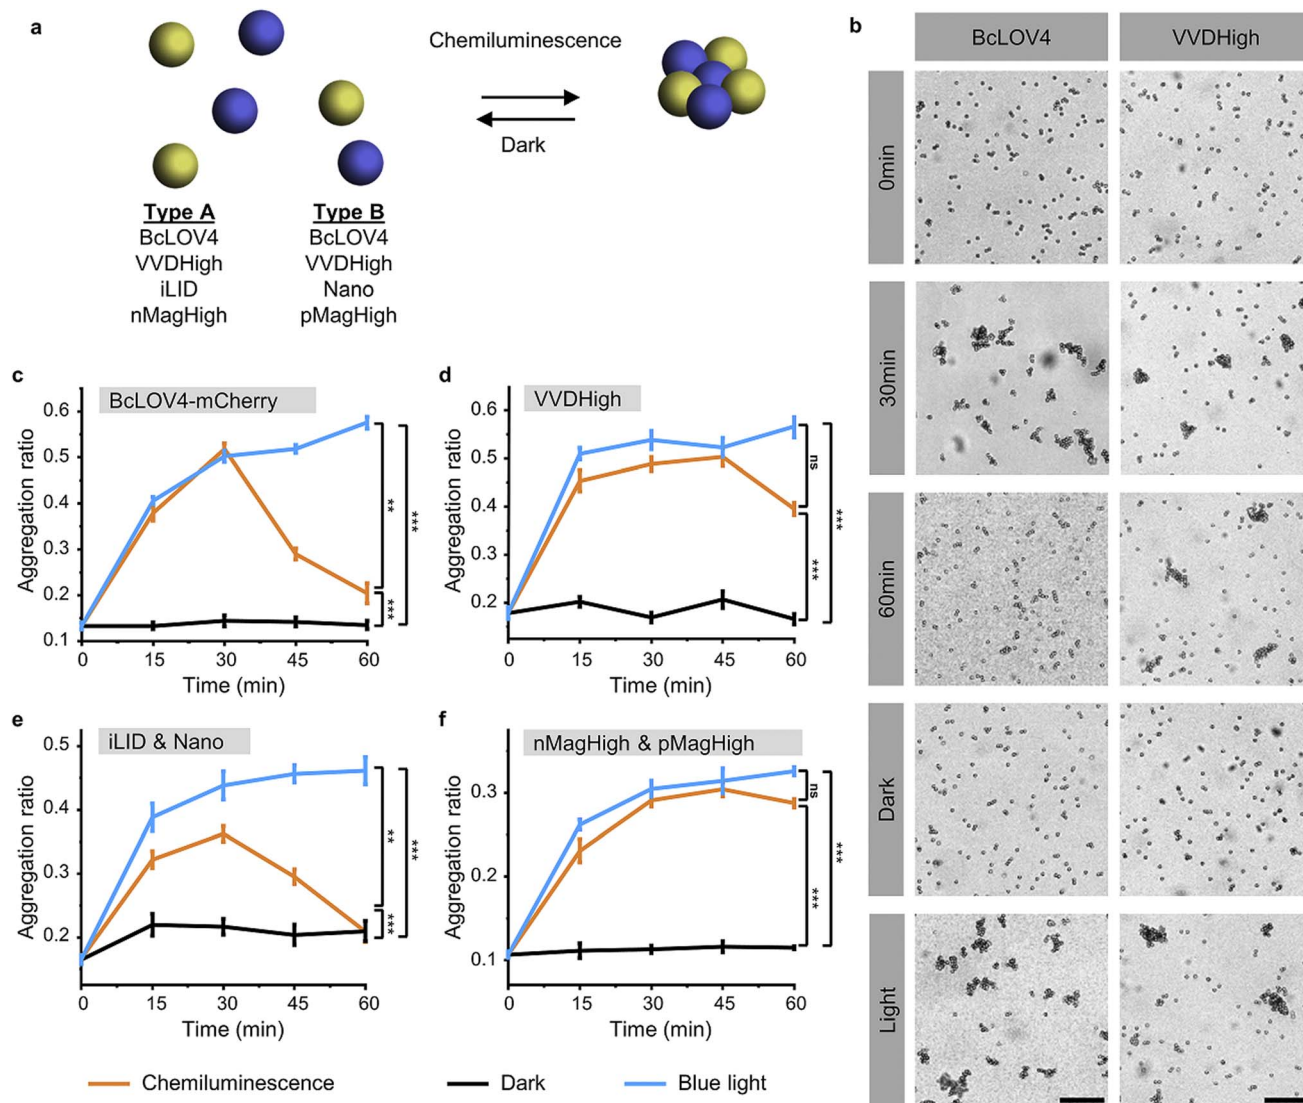 a
Chemiluminescence
Dark
Type A
BcLOV4
VVDHigh
iLID
nMagHigh
Type B
BcLOV4
VVDHigh
Nano
pMagHigh
b
BcLOV4
VVDHigh
0min
30min
60min
Dark
Light
c
BcLOV4-mCherry
Aggregation ratio
0.6
0.5
0.4
0.3
0.2
0.1
0
15
30
45
60
Time (min)
**
***
***
d
VVDHigh
Aggregation ratio
0.6
0.5
0.4
0.3
0.2
0
15
30
45
60
Time (min)
ns
***
***
e
iLID & Nano
Aggregation ratio
0.5
0.4
0.3
0.2
0
15
30
45
60
Time (min)
**
***
***
f
nMagHigh & pMagHigh
Aggregation ratio
0.3
0.2
0.1
0
15
30
45
60
Time (min)
ns
***
***
Chemiluminescence
Dark
Blue light